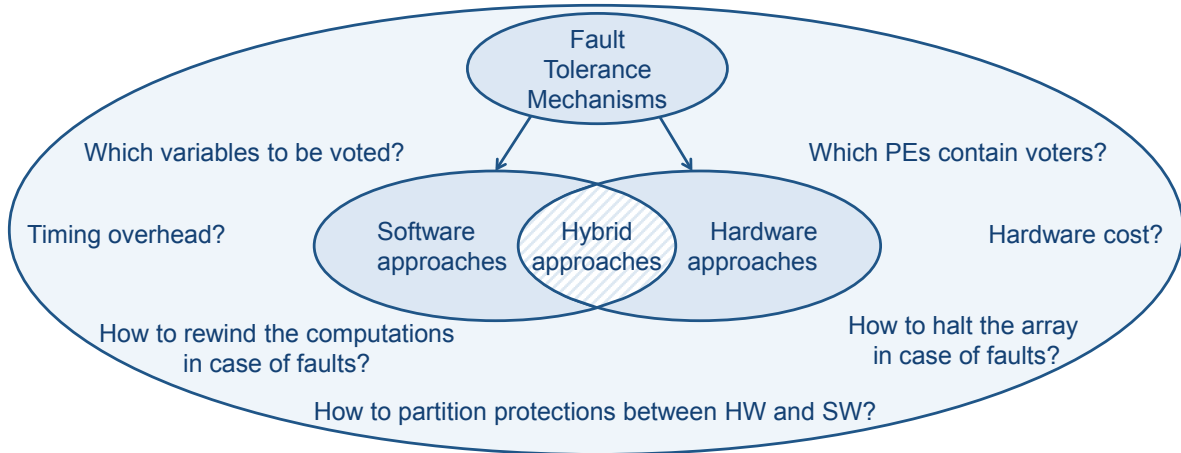 Fault
Tolerance
Mechanisms
Which variables to be voted?
Which PEs contain voters?
Timing overhead?
Software
approaches
Hybrid
approaches
Hardware
approaches
Hardware cost?
How to rewind the computations
in case of faults?
How to halt the array
in case of faults?
How to partition protections between HW and SW?